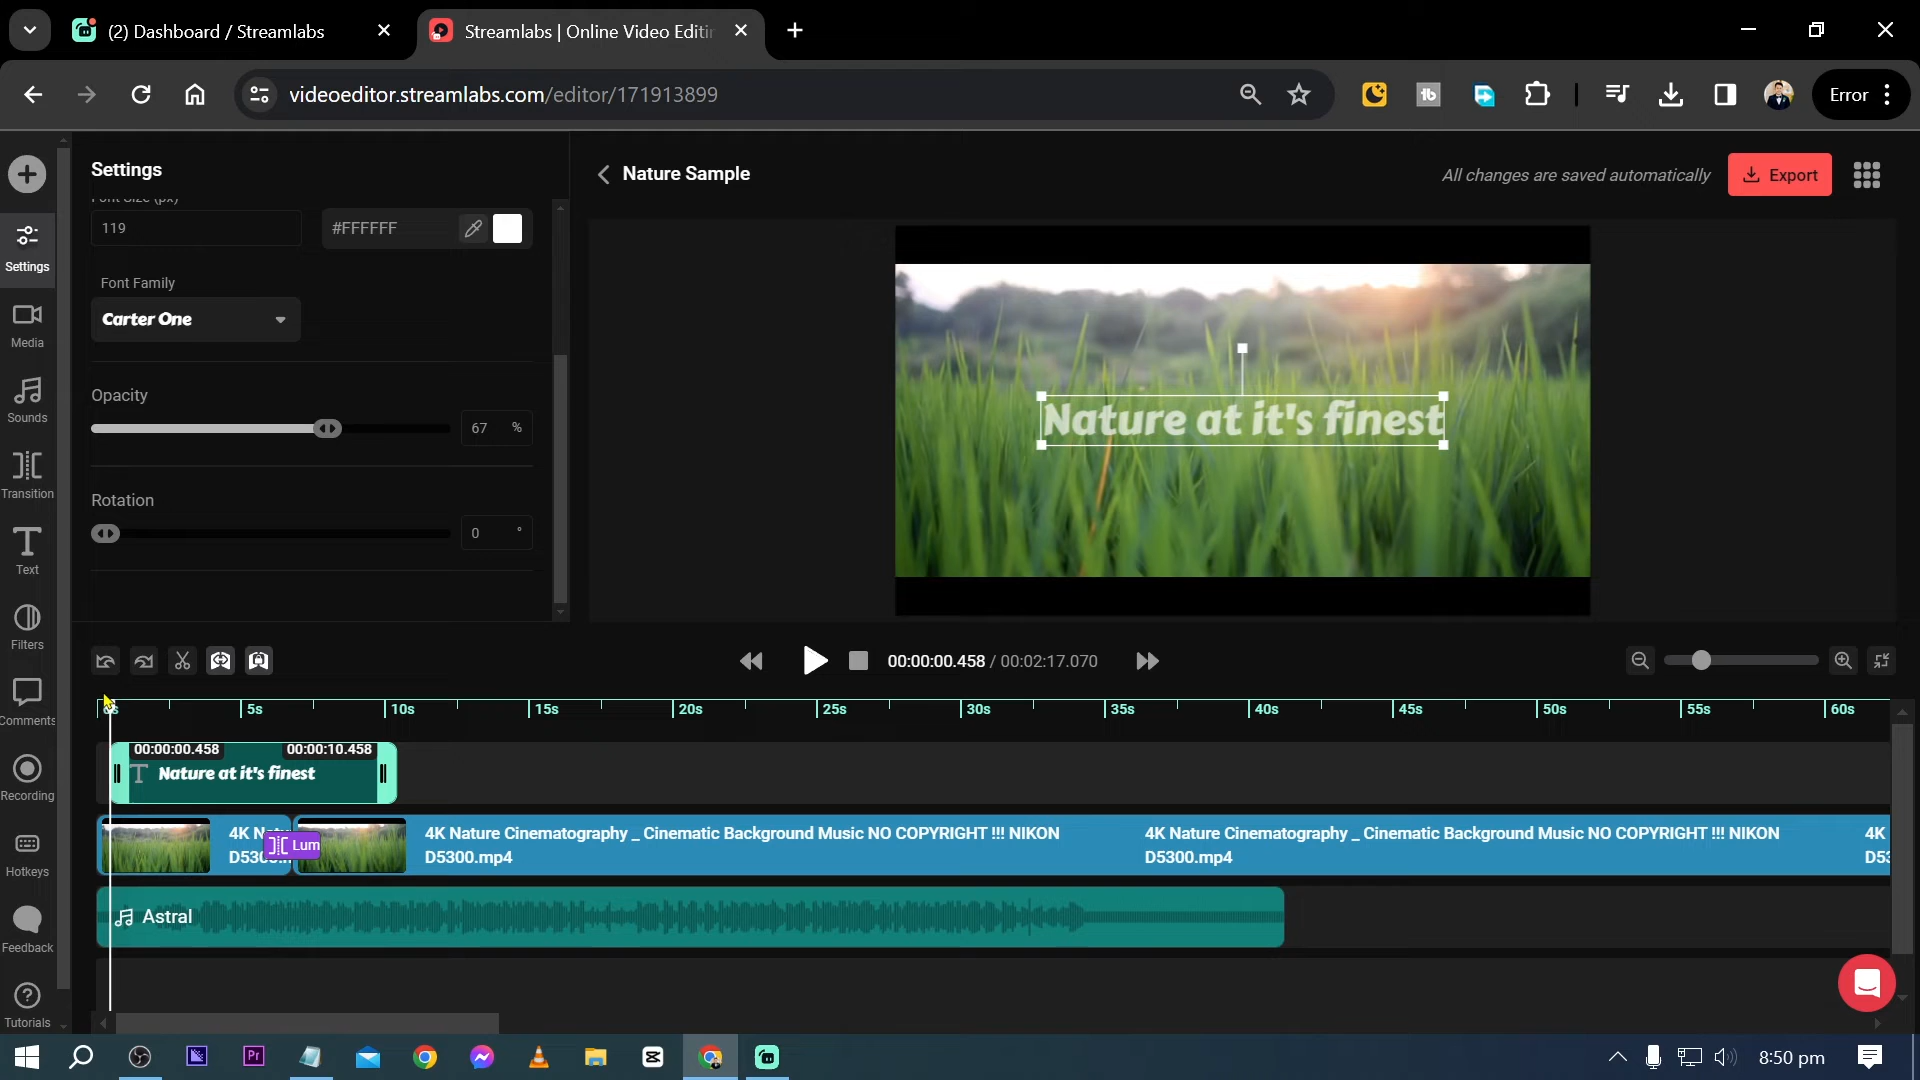 (2) Dashboard / Streamlabs
Streamlabs | Online Video Editi
videoeditor.streamlabs.com/editor/171913899
Error
Settings
Font Size (px)
119
#FFFFFF
Font Family
Carter One
Opacity
67 %
Rotation
0 °
Settings
Media
Sounds
Transition
Text
Filters
Comments
Recording
Hotkeys
Feedback
Tutorials
Nature Sample
All changes are saved automatically
Export
Nature at it's finest
00:00:00.458 / 00:02:17.070
5s
10s
15s
20s
25s
30s
35s
40s
45s
50s
55s
60s
00:00:00.458
00:00:10.458
Nature at it's finest
Lum
4K Nature Cinematography _ Cinematic Background Music NO COPYRIGHT !!! NIKON
D5300.mp4
4K Nature Cinematography _ Cinematic Background Music NO COPYRIGHT !!! NIKON
D5300.mp4
4K
Astral
Pr
8:50 pm